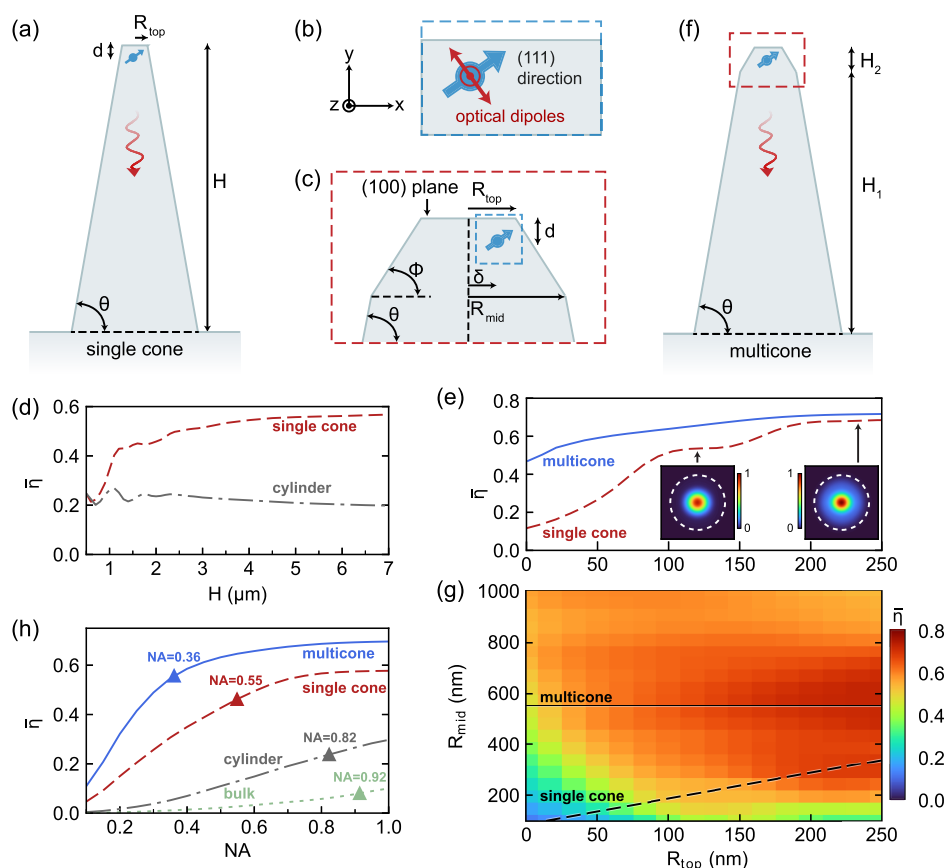 (a)
R_top
d
H
θ
single cone
(b)
y
z
x
(111)
direction
optical dipoles
(c)
(100) plane
R_top
d
Φ
δ
θ
R_mid
(f)
H_2
H_1
θ
multicone
(d)
0.6
0.4
0.2
0.0
η̄
single cone
cylinder
1 2 3 4 5 6 7
H (μm)
(e)
0.8
0.6
0.4
0.2
0.0
η̄
multicone
single cone
1
0
1
0
0 50 100 150 200 250
(h)
0.6
0.4
0.2
0.0
η̄
NA=0.36
multicone
NA=0.55
single cone
NA=0.82
cylinder
NA=0.92
bulk
0.2 0.4 0.6 0.8 1.0
NA
(g)
1000
800
600
400
200
R_mid (nm)
multicone
single cone
0 50 100 150 200 250
R_top (nm)
η̄
0.8
0.6
0.4
0.2
0.0